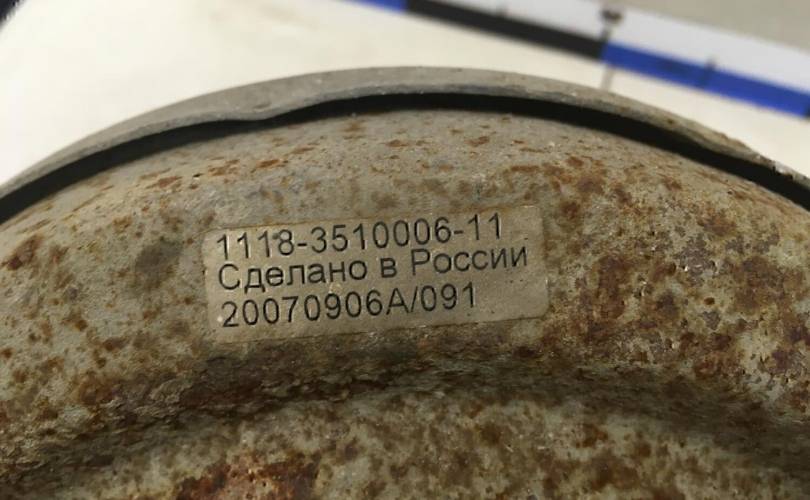 1118-3510006-11
Сделано в России
20070906A/091